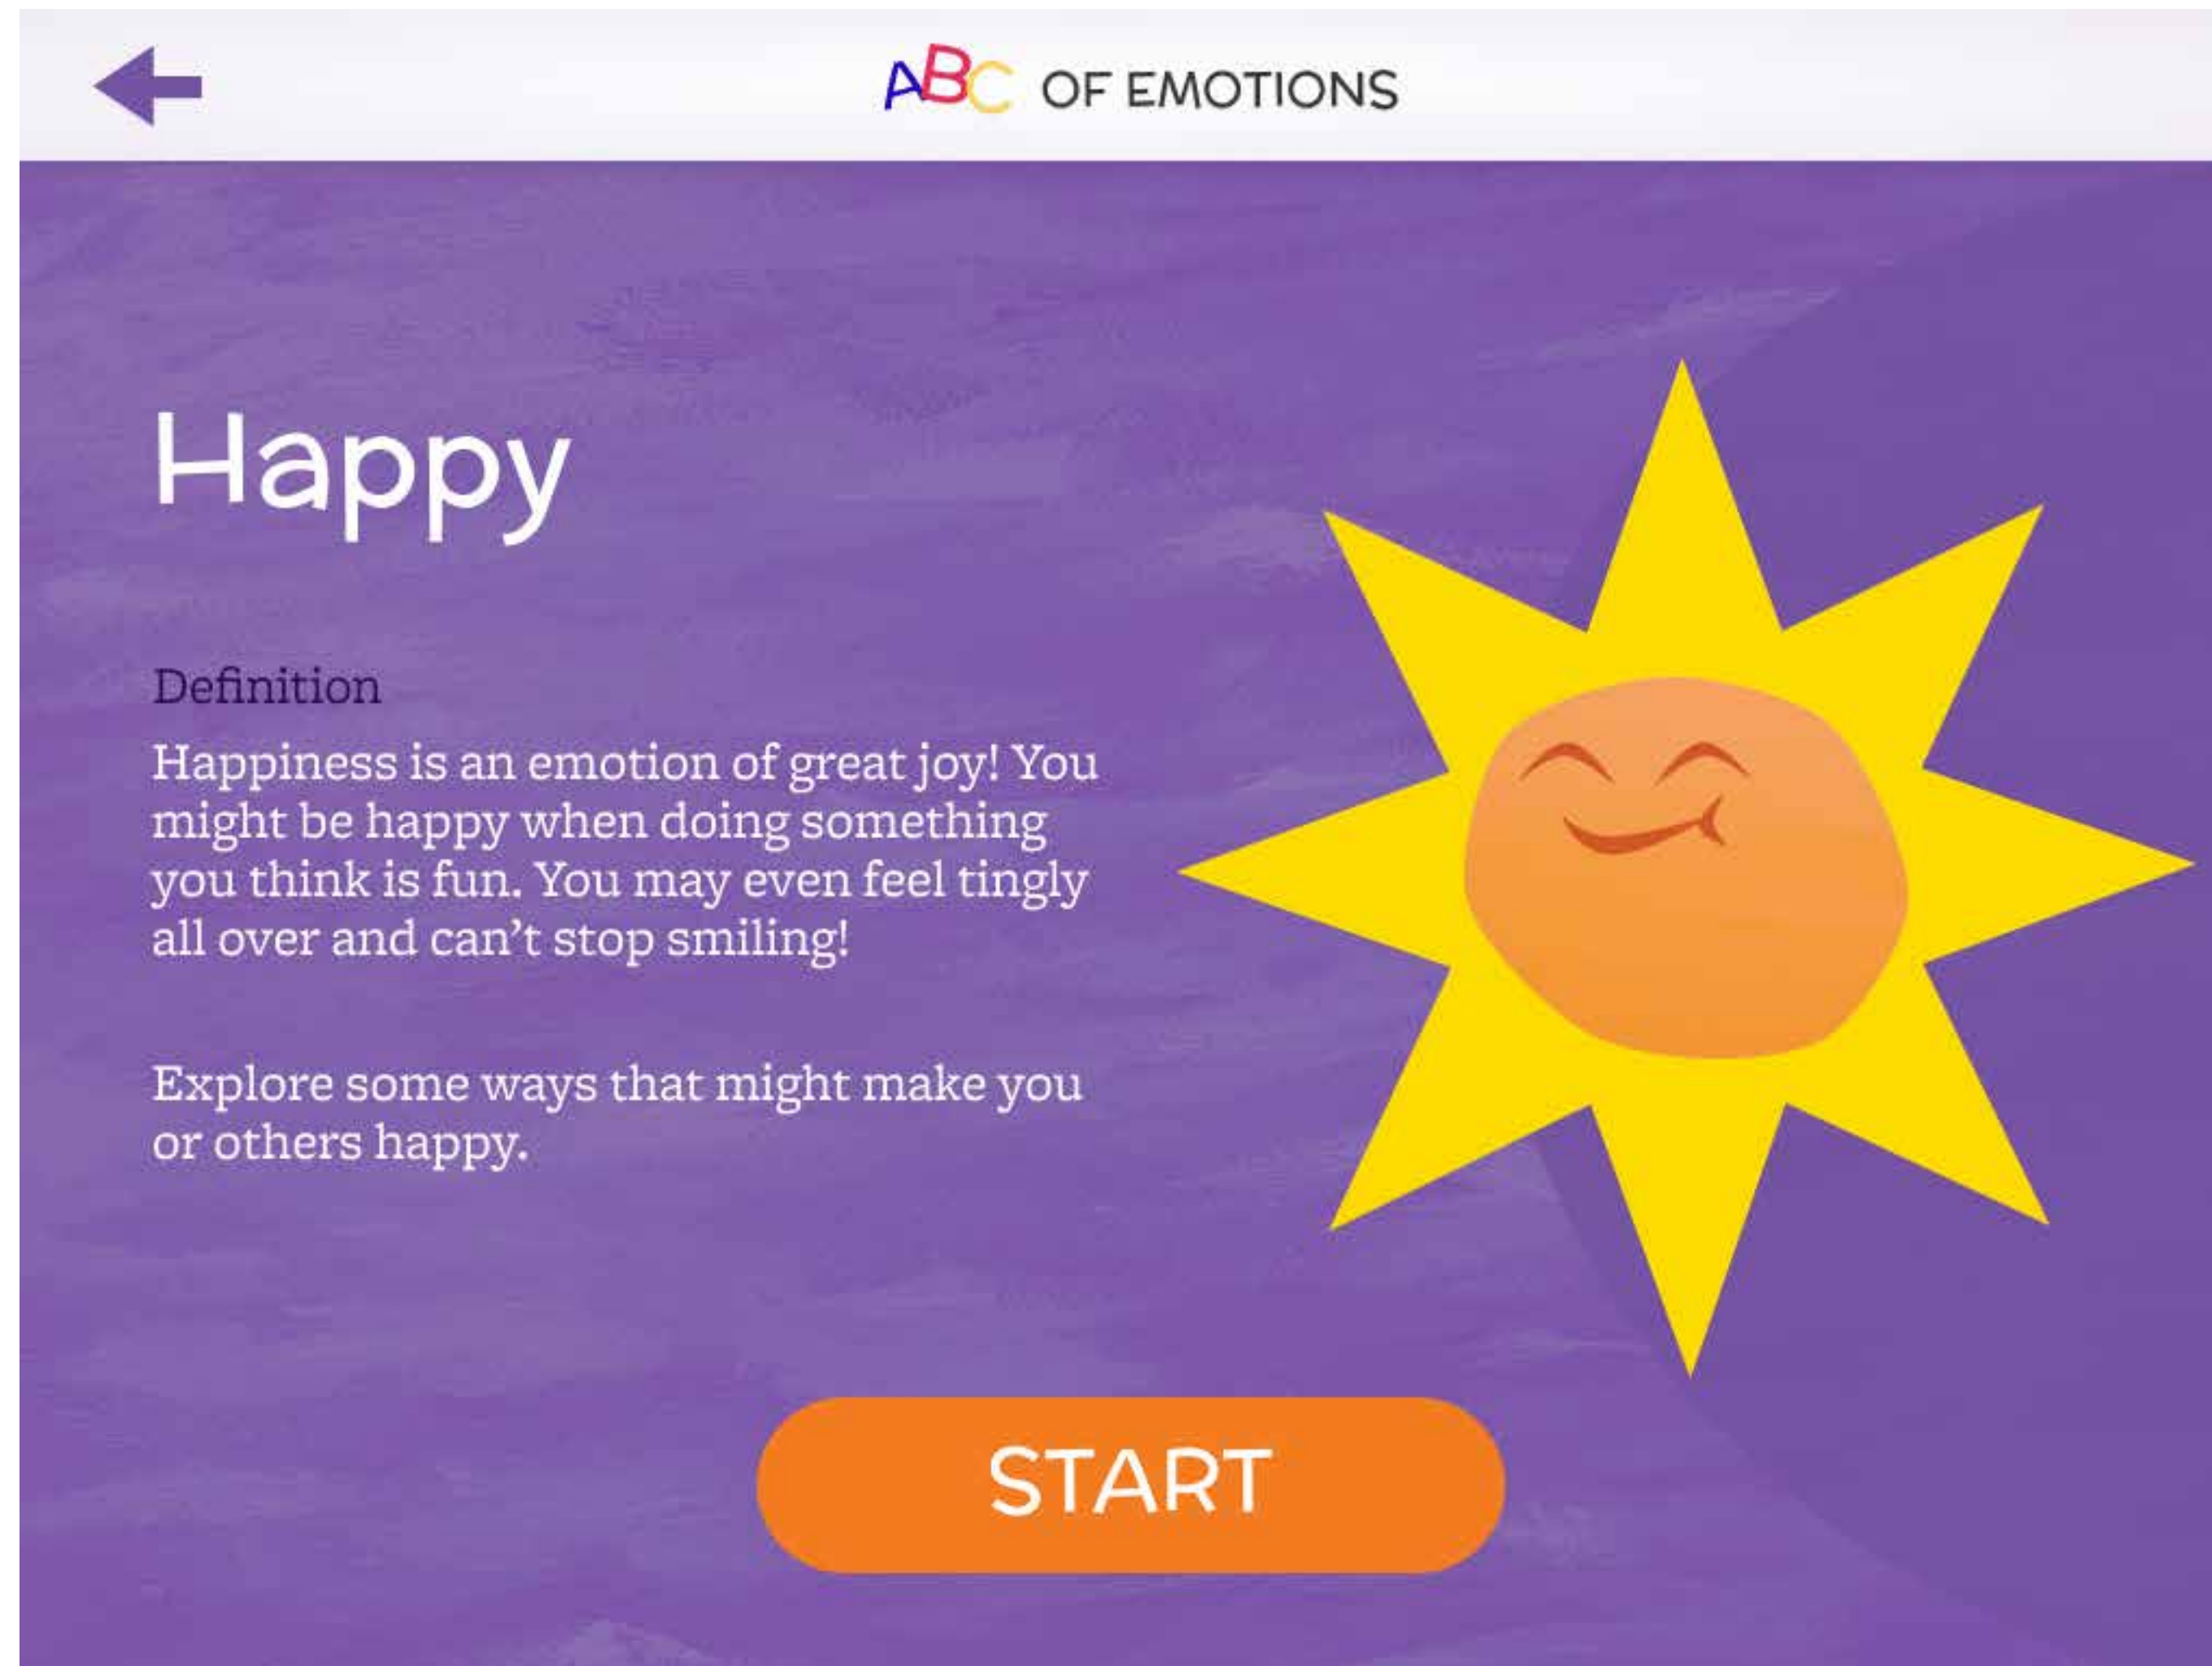 ABC OF EMOTIONS
Happy
Definition
Happiness is an emotion of great joy! You
might be happy when doing something
you think is fun. You may even feel tingly
all over and can’t stop smiling!
Explore some ways that might make you
or others happy.
START